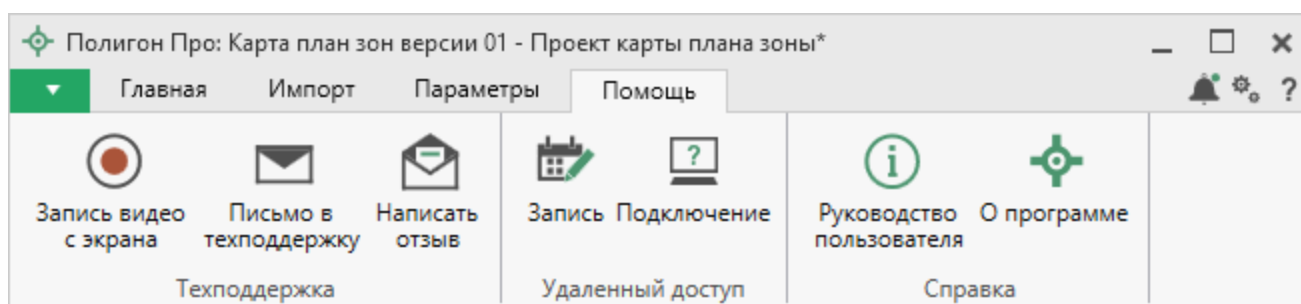 Полигон Про: Карта план зон версии 01 - Проект карты плана зоны*
Главная Импорт Параметры Помощь
?
?
i
Запись видео
с экрана
Письмо в
техподдержку
Написать
отзыв
Запись
Подключение
Руководство
пользователя
О программе
Техподдержка
Удаленный доступ
Справка